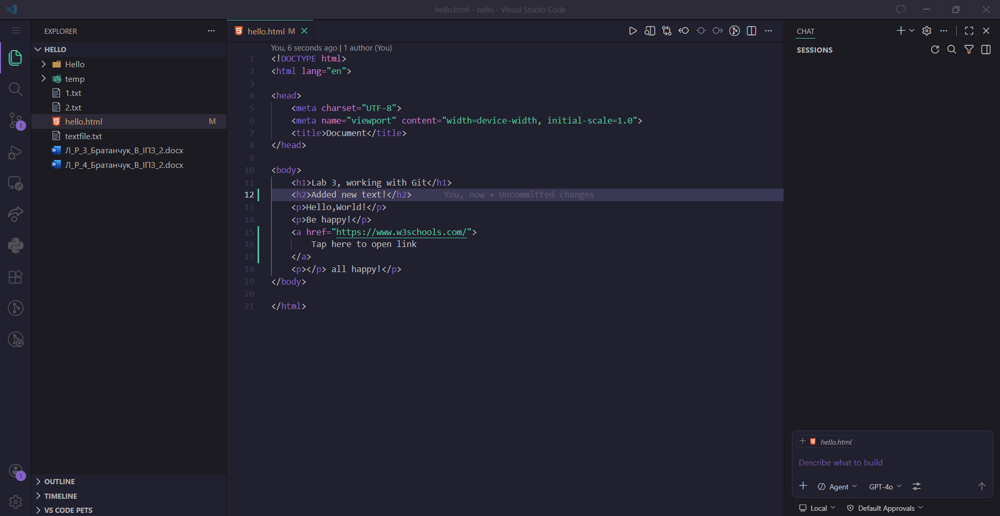 hello.html - hello - Visual Studio Code
EXPLORER
HELLO
Hello
temp
1.txt
2.txt
hello.html M
textfile.txt
Л_Р_3_Братанчук_В_ІПЗ_2.docx
Л_Р_4_Братанчук_В_ІПЗ_2.docx
1
1
OUTLINE
TIMELINE
VS CODE PETS
hello.html M
You, 6 seconds ago | 1 author (You)
1 <!DOCTYPE html>
2 <html lang="en">
3
4 <head>
5 <meta charset="UTF-8">
6 <meta name="viewport" content="width=device-width, initial-scale=1.0">
7 <title>Document</title>
8 </head>
9
10 <body>
11 <h1>Lab 3, working with Git</h1>
12 <h2>Added new text!</h2> You, now • Uncommitted changes
13 <p>Hello,World!</p>
14 <p>Be happy!</p>
15 <a href="https://www.w3schools.com/">
16 Tap here to open link
17 </a>
18 <p></p> all happy!</p>
19 </body>
20
21 </html>
CHAT
SESSIONS
hello.html
Describe what to build
Agent GPT-4o
Local Default Approvals